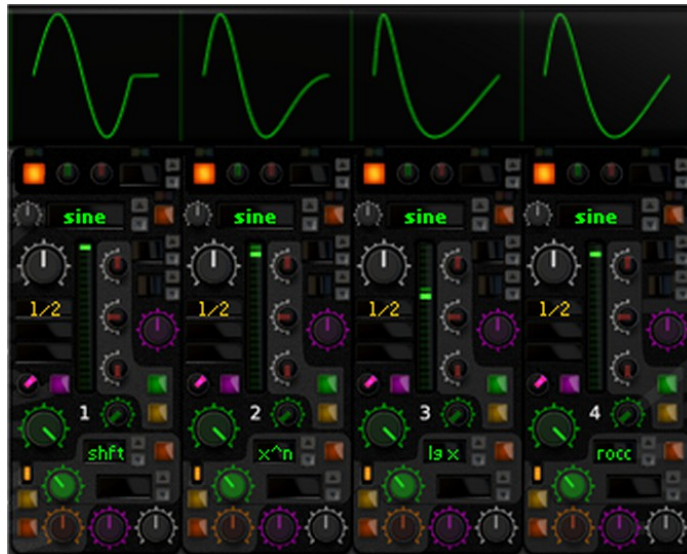 sine sine sine sine
1/2 1/2 1/2 1/2
1 2 3 4
shft x^n lg x rocc